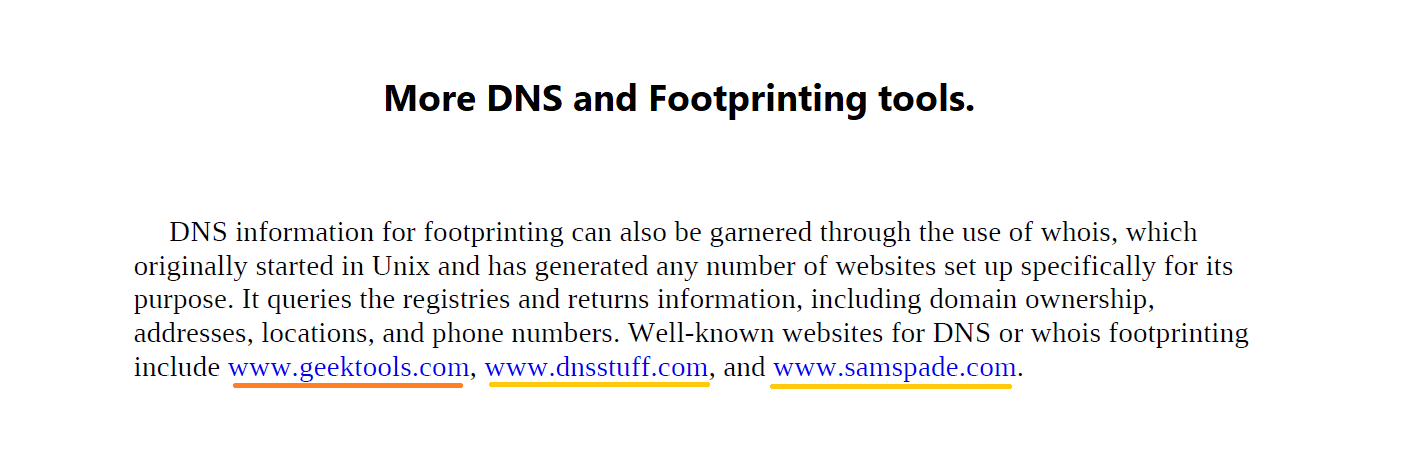 More DNS and Footprinting tools.
DNS information for footprinting can also be garnered through the use of whois, which
originally started in Unix and has generated any number of websites set up specifically for its
purpose. It queries the registries and returns information, including domain ownership,
addresses, locations, and phone numbers. Well-known websites for DNS or whois footprinting
include www.geektools.com, www.dnsstuff.com, and www.samspade.com.